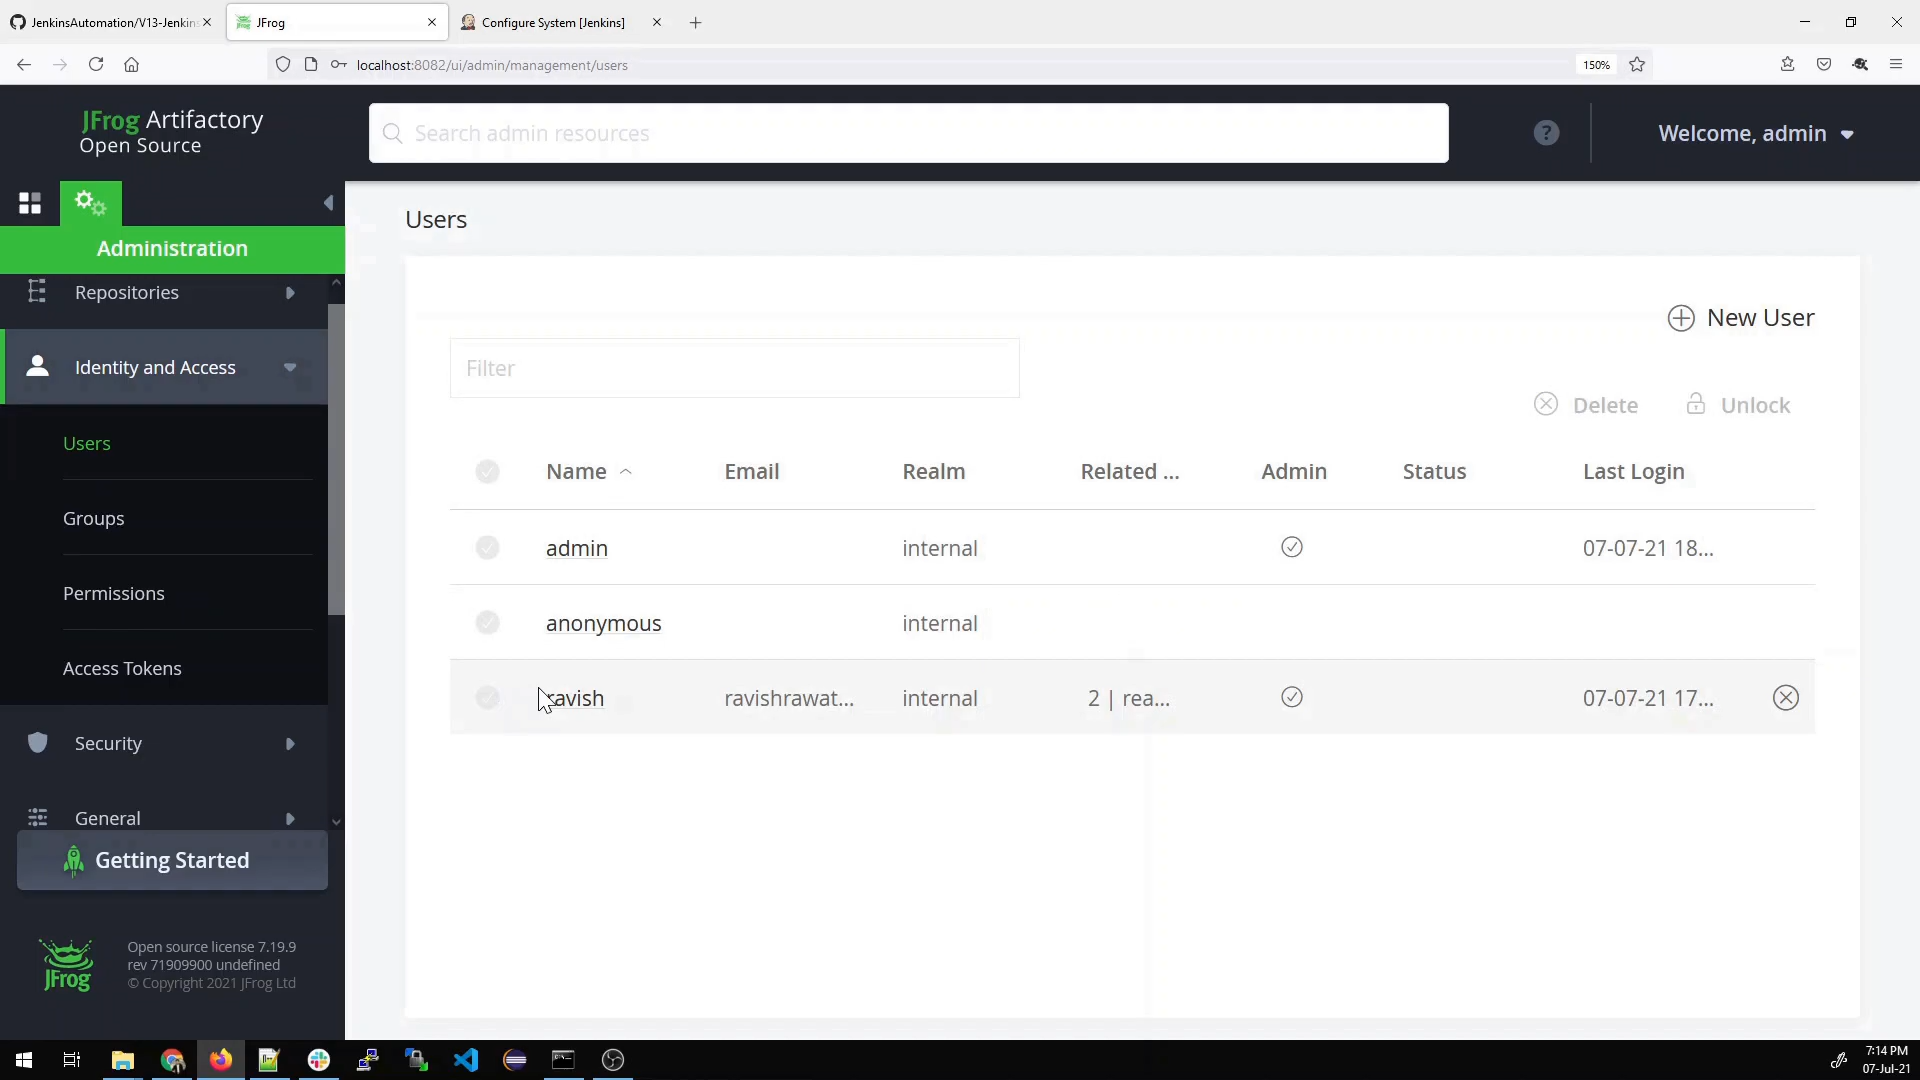 JenkinsAutomation/V13-Jenkins
JFrog
Configure System [Jenkins]
localhost:8082/ui/admin/management/users
150%
JFrog Artifactory
Open Source
Search admin resources
?
Welcome, admin
Administration
Repositories
Identity and Access
Users
Groups
Permissions
Access Tokens
Security
General
Getting Started
JFrog
Open source license 7.19.9
rev 71909900 undefined
© Copyright 2021 JFrog Ltd
Users
New User
Filter
Delete
Unlock
Name Email Realm Related ... Admin Status Last Login
admin internal 07-07-21 18...
anonymous internal
ravish ravishrawat... internal 2 | rea... 07-07-21 17...
7:14 PM
07-Jul-21